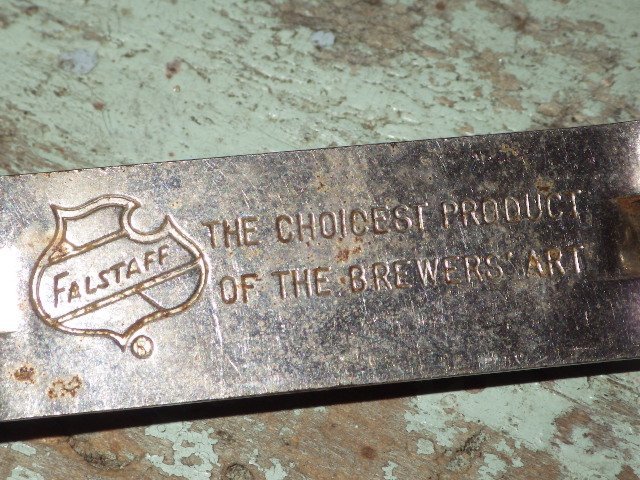 FALSTAFF
THE CHOICEST PRODUCT
OF THE BREWERS' ART